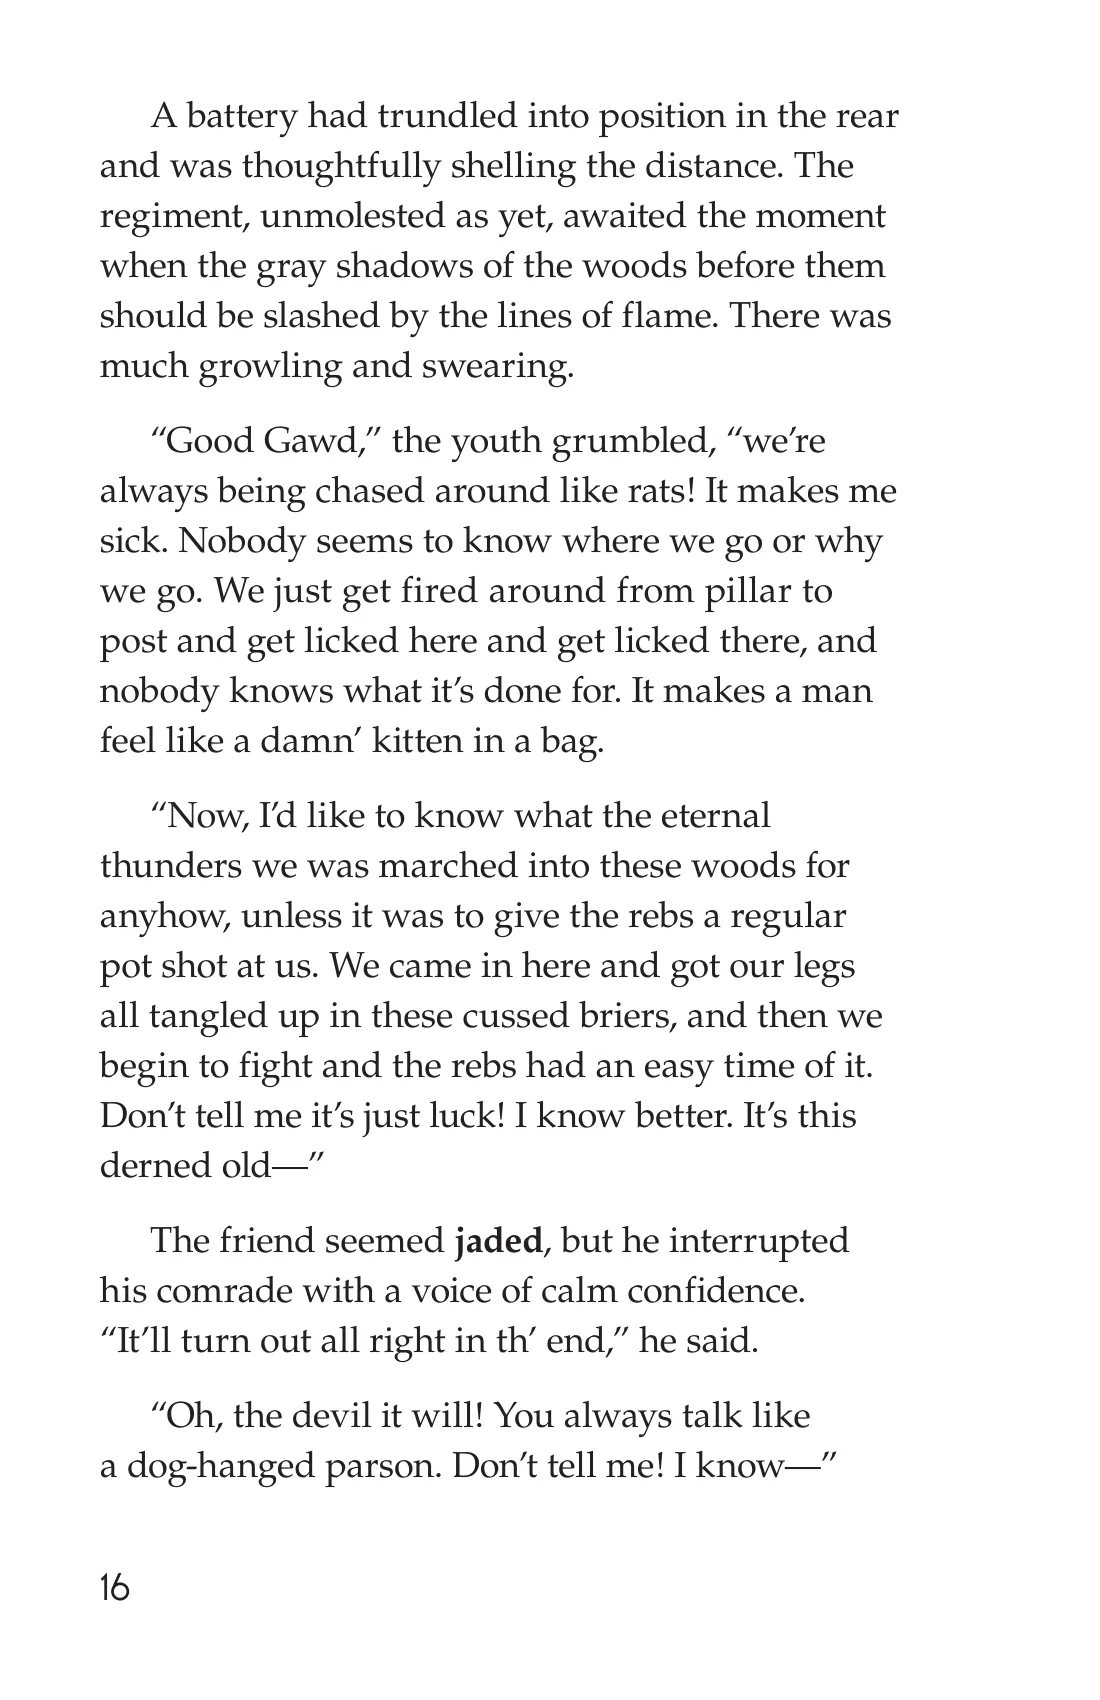 A battery had trundled into position in the rear
and was thoughtfully shelling the distance. The
regiment, unmolested as yet, awaited the moment
when the gray shadows of the woods before them
should be slashed by the lines of flame. There was
much growling and swearing.
“Good Gawd,” the youth grumbled, “we’re
always being chased around like rats! It makes me
sick. Nobody seems to know where we go or why
we go. We just get fired around from pillar to
post and get licked here and get licked there, and
nobody knows what it’s done for. It makes a man
feel like a damn’ kitten in a bag.
“Now, I’d like to know what the eternal
thunders we was marched into these woods for
anyhow, unless it was to give the rebs a regular
pot shot at us. We came in here and got our legs
all tangled up in these cussed briers, and then we
begin to fight and the rebs had an easy time of it.
Don’t tell me it’s just luck! I know better. It’s this
derned old—”
The friend seemed jaded, but he interrupted
his comrade with a voice of calm confidence.
“It’ll turn out all right in th’ end,” he said.
“Oh, the devil it will! You always talk like
a dog-hanged parson. Don’t tell me! I know—”
16